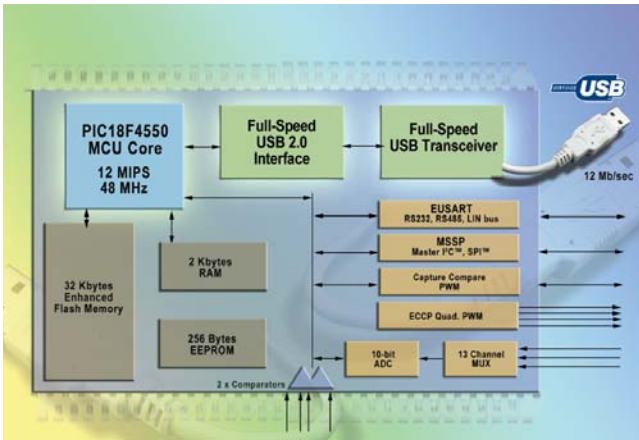 PIC18F4550
MCU Core
12 MIPS
48 MHz
Full-Speed
USB 2.0
Interface
Full-Speed
USB Transceiver
USB
12 Mb/sec
EUSART
RS232, RS485, LIN bus
MSSP
Master I²C™, SPI™
Capture Compare
PWM
ECCP Quad. PWM
32 Kbytes
Enhanced
Flash Memory
2 Kbytes
RAM
256 Bytes
EEPROM
10-bit
ADC
13 Channel
MUX
2 x Comparators